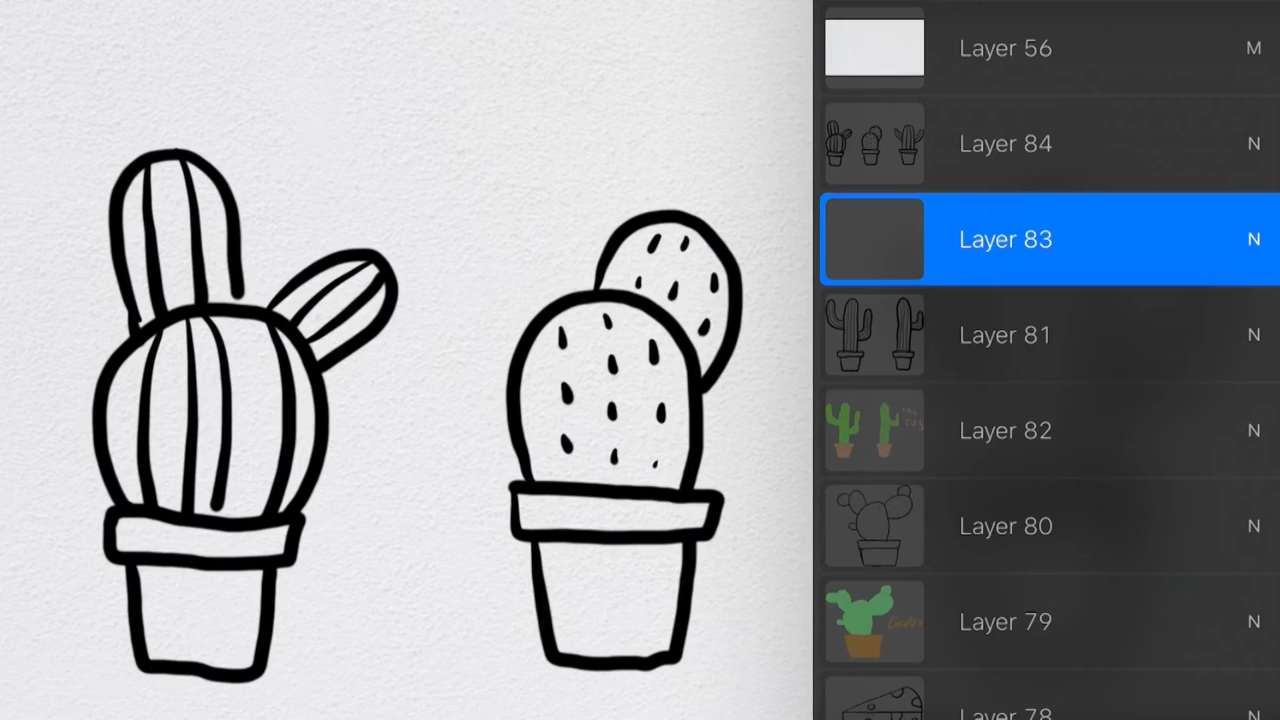 Layer 56 M
Layer 84 N
Layer 83 N
Layer 81 N
Layer 82 N
Layer 80 N
Layer 79 N
Layer 78 N